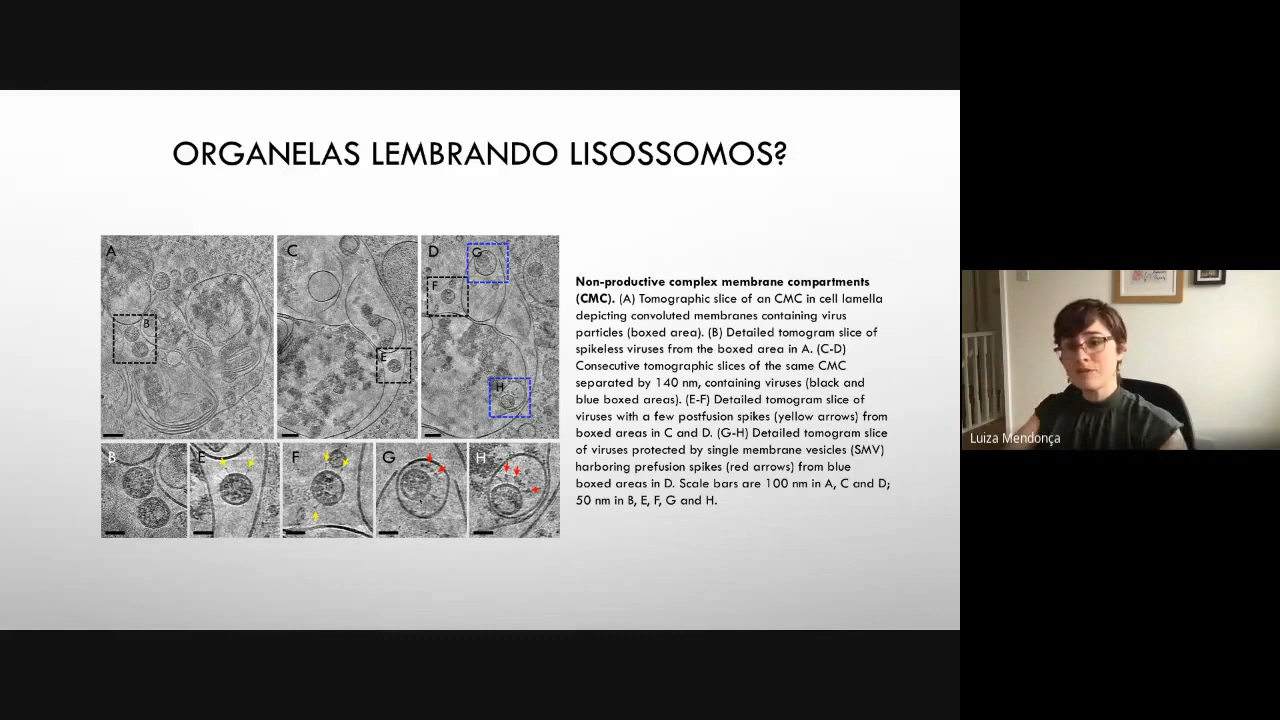 ORGANELAS LEMBRANDO LISOSSOMOS?
A
C
D
G
F
B
E
H
B
E
F
G
H
Non-productive complex membrane compartments
(CMC). (A) Tomographic slice of an CMC in cell lamella
depicting convoluted membranes containing virus
particles (boxed area). (B) Detailed tomogram slice of
spikeless viruses from the boxed area in A. (C-D)
Consecutive tomographic slices of the same CMC
separated by 140 nm, containing viruses (black and
blue boxed areas). (E-F) Detailed tomogram slice of
viruses with a few postfusion spikes (yellow arrows) from
boxed areas in C and D. (G-H) Detailed tomogram slice
of viruses protected by single membrane vesicles (SMV)
harboring prefusion spikes (red arrows) from blue
boxed areas in D. Scale bars are 100 nm in A, C and D;
50 nm in B, E, F, G and H.
Luiza Mendonça